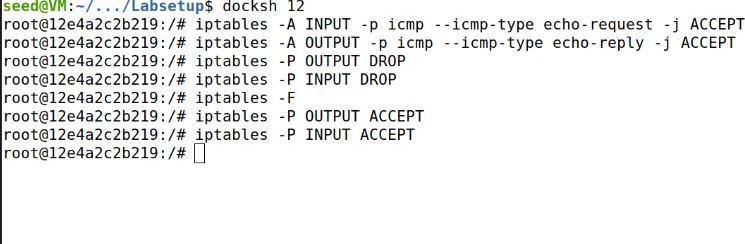 seed@VM:~/.../Labsetup$ docksh 12
root@12e4a2c2b219:/# iptables -A INPUT -p icmp --icmp-type echo-request -j ACCEPT
root@12e4a2c2b219:/# iptables -A OUTPUT -p icmp --icmp-type echo-reply -j ACCEPT
root@12e4a2c2b219:/# iptables -P OUTPUT DROP
root@12e4a2c2b219:/# iptables -P INPUT DROP
root@12e4a2c2b219:/# iptables -F
root@12e4a2c2b219:/# iptables -P OUTPUT ACCEPT
root@12e4a2c2b219:/# iptables -P INPUT ACCEPT
root@12e4a2c2b219:/#